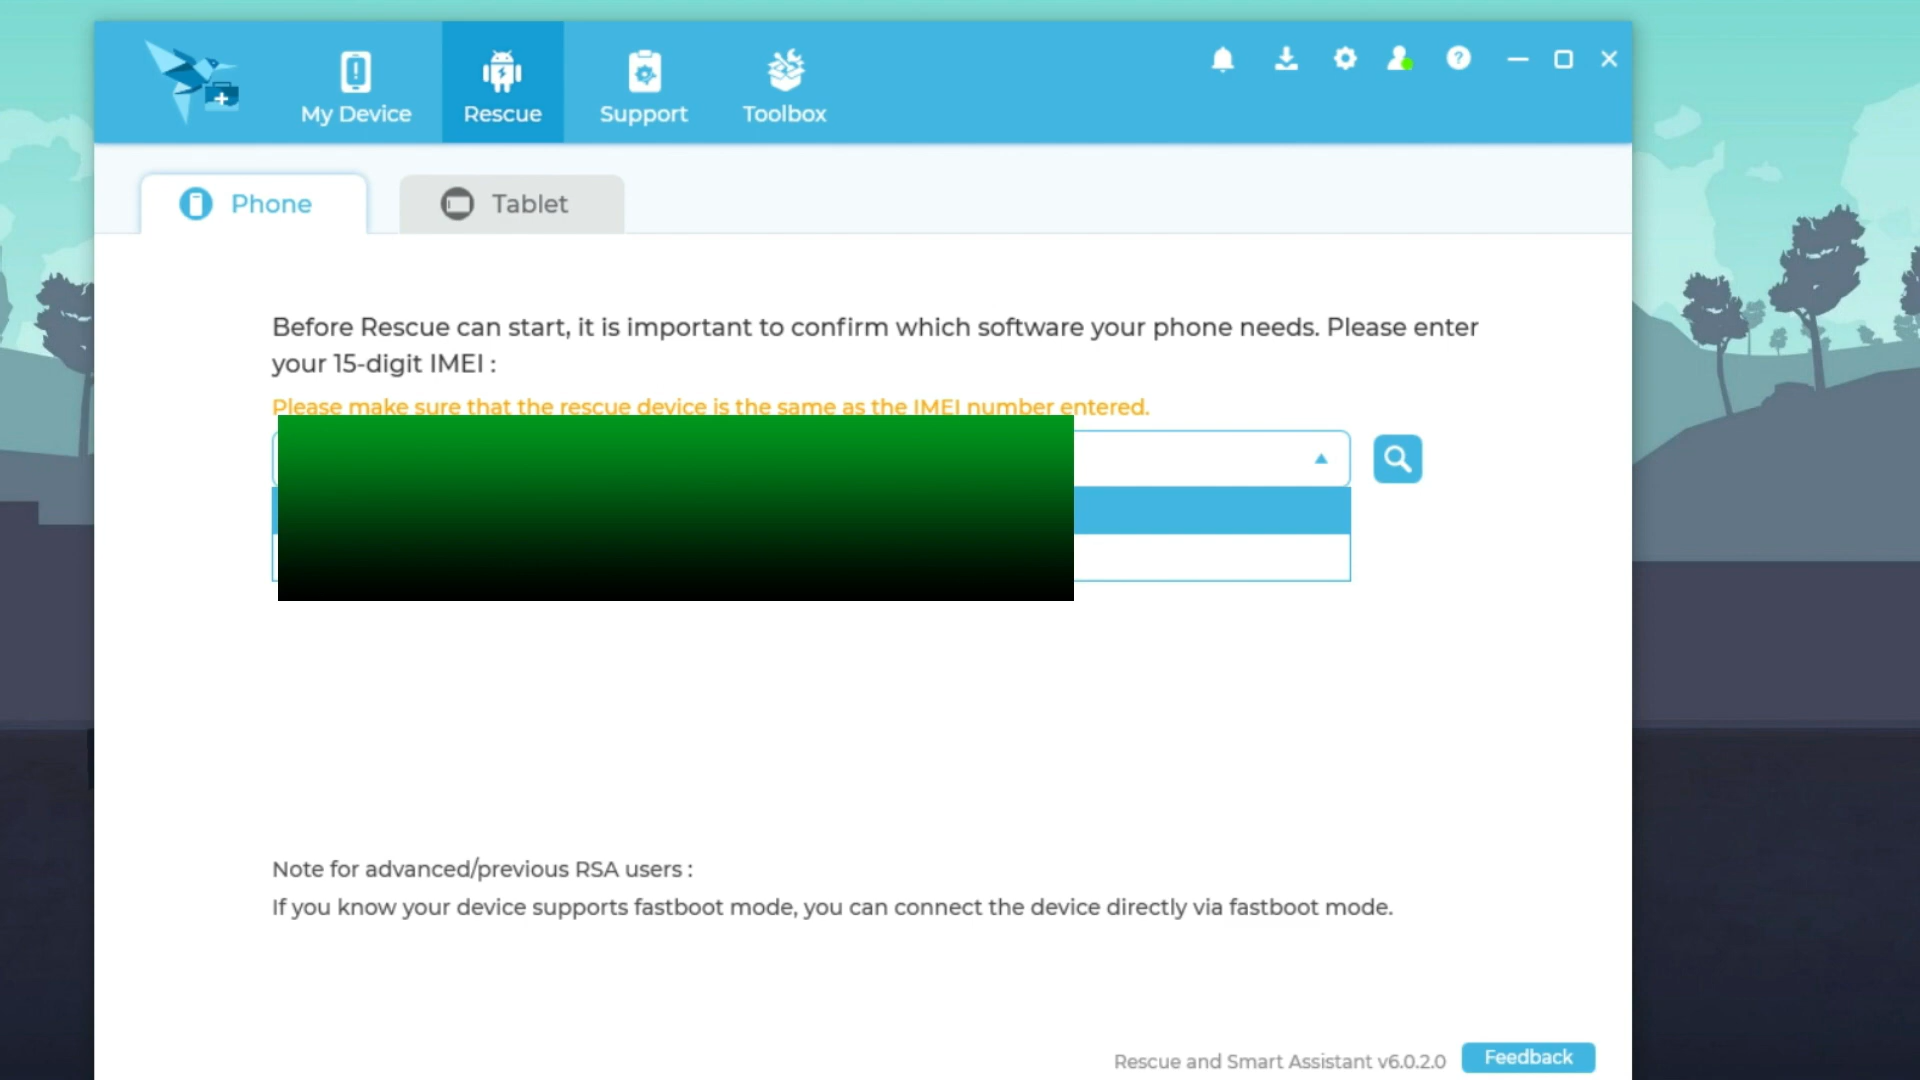 My Device
Rescue
Support
Toolbox
Phone
Tablet
Before Rescue can start, it is important to confirm which software your phone needs. Please enter
your 15-digit IMEI :
Please make sure that the rescue device is the same as the IMEI number entered.
Note for advanced/previous RSA users :
If you know your device supports fastboot mode, you can connect the device directly via fastboot mode.
Rescue and Smart Assistant v6.0.2.0
Feedback